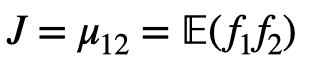 J = μ₁₂ = 𝔼(f₁f₂)